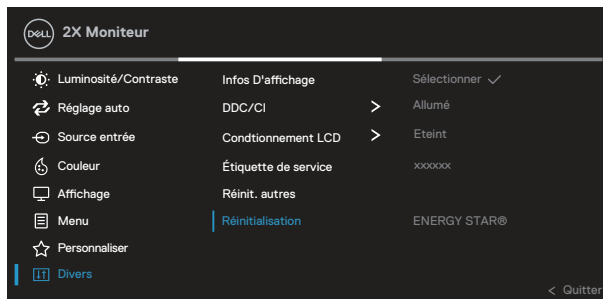 DELL 2X Moniteur
Luminosité/Contraste Infos D'affichage Sélectionner ✓
Réglage auto DDC/CI > Allumé
Source entrée Condtionnement LCD > Eteint
Couleur Étiquette de service xxxxxx
Affichage Réinit. autres
Menu Réinitialisation ENERGY STAR®
Personnaliser
Divers
< Quitter